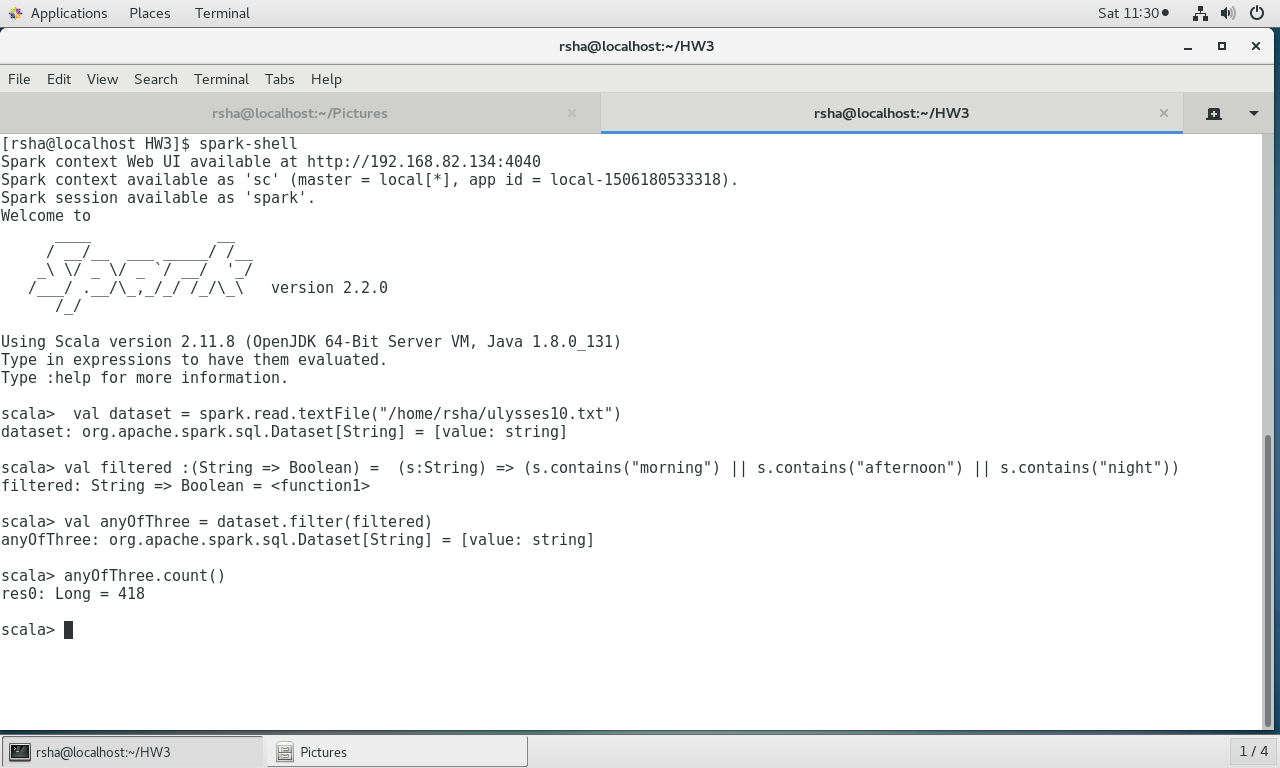 Applications Places Terminal Sat 11:30
rsha@localhost:~/HW3
File Edit View Search Terminal Tabs Help
rsha@localhost:~/Pictures rsha@localhost:~/HW3
[rsha@localhost HW3]$ spark-shell
Spark context Web UI available at http://192.168.82.134:4040
Spark context available as 'sc' (master = local[*], app id = local-1506180533318).
Spark session available as 'spark'.
Welcome to
      ____              __
     / __/__  ___ _____/ /__
    _\ \/ _ \/ _ `/ __/  '_/
   /___/ .__/\_,_/_/ /_/\_\   version 2.2.0
      /_/
Using Scala version 2.11.8 (OpenJDK 64-Bit Server VM, Java 1.8.0_131)
Type in expressions to have them evaluated.
Type :help for more information.
scala>  val dataset = spark.read.textFile("/home/rsha/ulysses10.txt")
dataset: org.apache.spark.sql.Dataset[String] = [value: string]
scala> val filtered :(String => Boolean) =  (s:String) => (s.contains("morning") || s.contains("afternoon") || s.contains("night"))
filtered: String => Boolean = <function1>
scala> val anyOfThree = dataset.filter(filtered)
anyOfThree: org.apache.spark.sql.Dataset[String] = [value: string]
scala> anyOfThree.count()
res0: Long = 418
scala>
rsha@localhost:~/HW3 Pictures 1 / 4